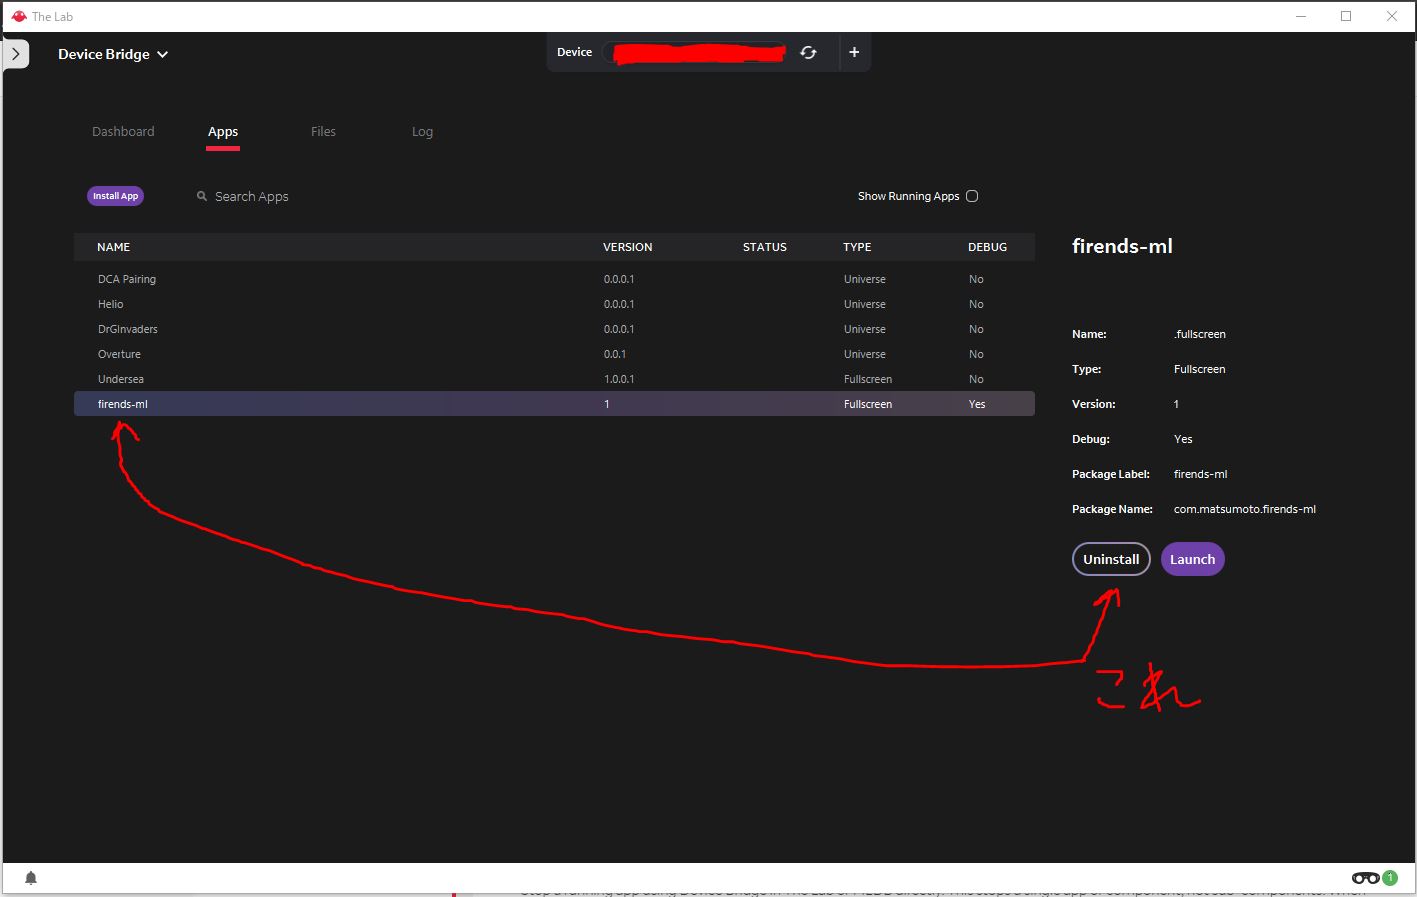 The Lab
Device Bridge
Device
Dashboard Apps Files Log
Install App Search Apps Show Running Apps
NAME VERSION STATUS TYPE DEBUG
DCA Pairing 0.0.0.1 Universe No
Helio 0.0.0.1 Universe No
DrGInvaders 0.0.0.1 Universe No
Overture 0.0.1 Universe No
Undersea 1.0.0.1 Fullscreen No
firends-ml 1 Fullscreen Yes
firends-ml
Name: .fullscreen
Type: Fullscreen
Version: 1
Debug: Yes
Package Label: firends-ml
Package Name: com.matsumoto.firends-ml
Uninstall Launch
これ
1